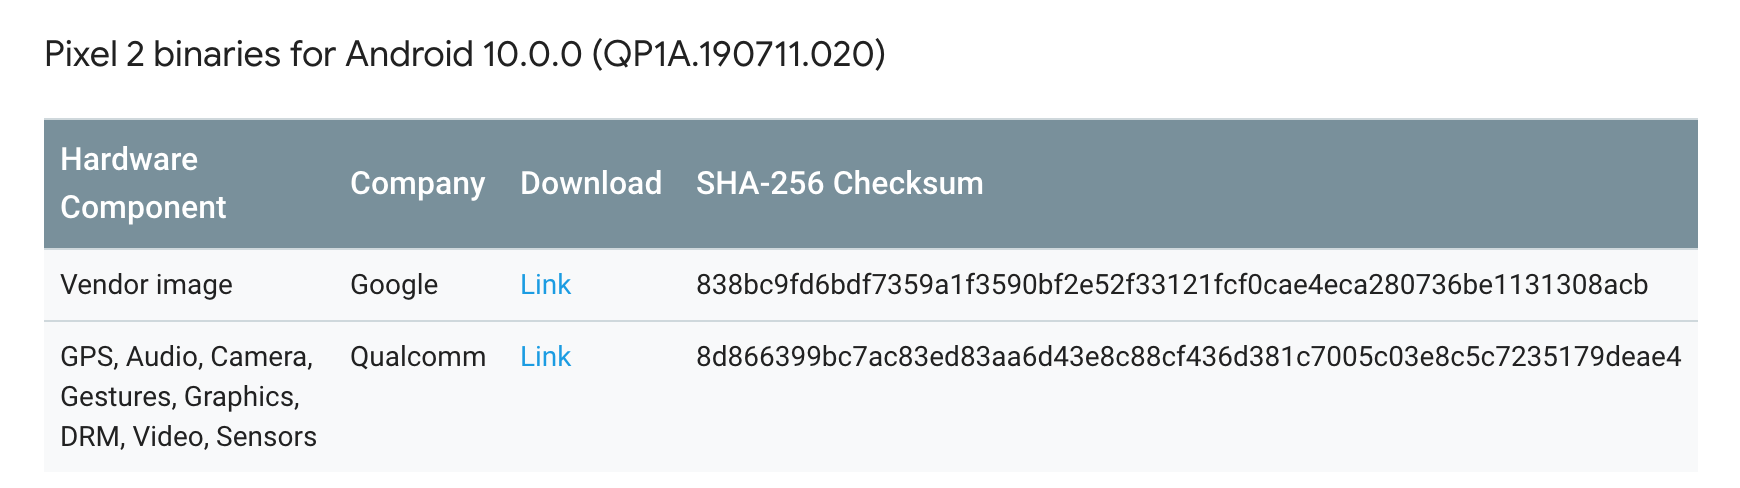 Pixel 2 binaries for Android 10.0.0 (QP1A.190711.020)
Hardware Component Company Download SHA-256 Checksum
Vendor image Google Link 838bc9fd6bdf7359a1f3590bf2e52f33121fcf0cae4eca280736be1131308acb
GPS, Audio, Camera, Qualcomm Link 8d866399bc7ac83ed83aa6d43e8c88cf436d381c7005c03e8c5c7235179deae4
Gestures, Graphics,
DRM, Video, Sensors